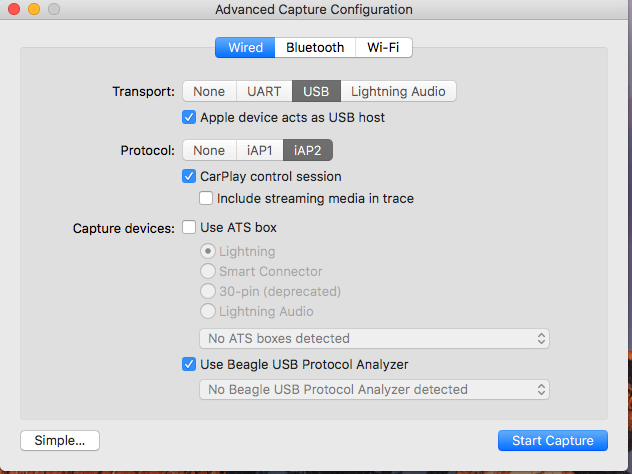 Advanced Capture Configuration
Wired Bluetooth Wi-Fi
Transport: None UART USB Lightning Audio
Apple device acts as USB host
Protocol: None iAP1 iAP2
CarPlay control session
Include streaming media in trace
Capture devices: Use ATS box
Lightning
Smart Connector
30-pin (deprecated)
Lightning Audio
No ATS boxes detected
Use Beagle USB Protocol Analyzer
No Beagle USB Protocol Analyzer detected
Simple... Start Capture